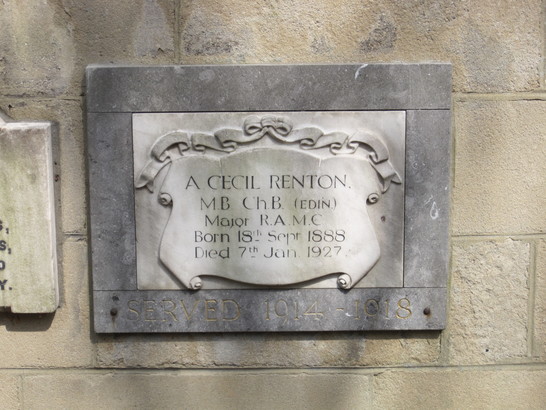 A CECIL RENTON.
M.B. Ch.B. (EDIN)
Major R.A.M.C.
Born 18th Sept 1888
Died 7th Jan. 1927.
SERVED 1914-1918